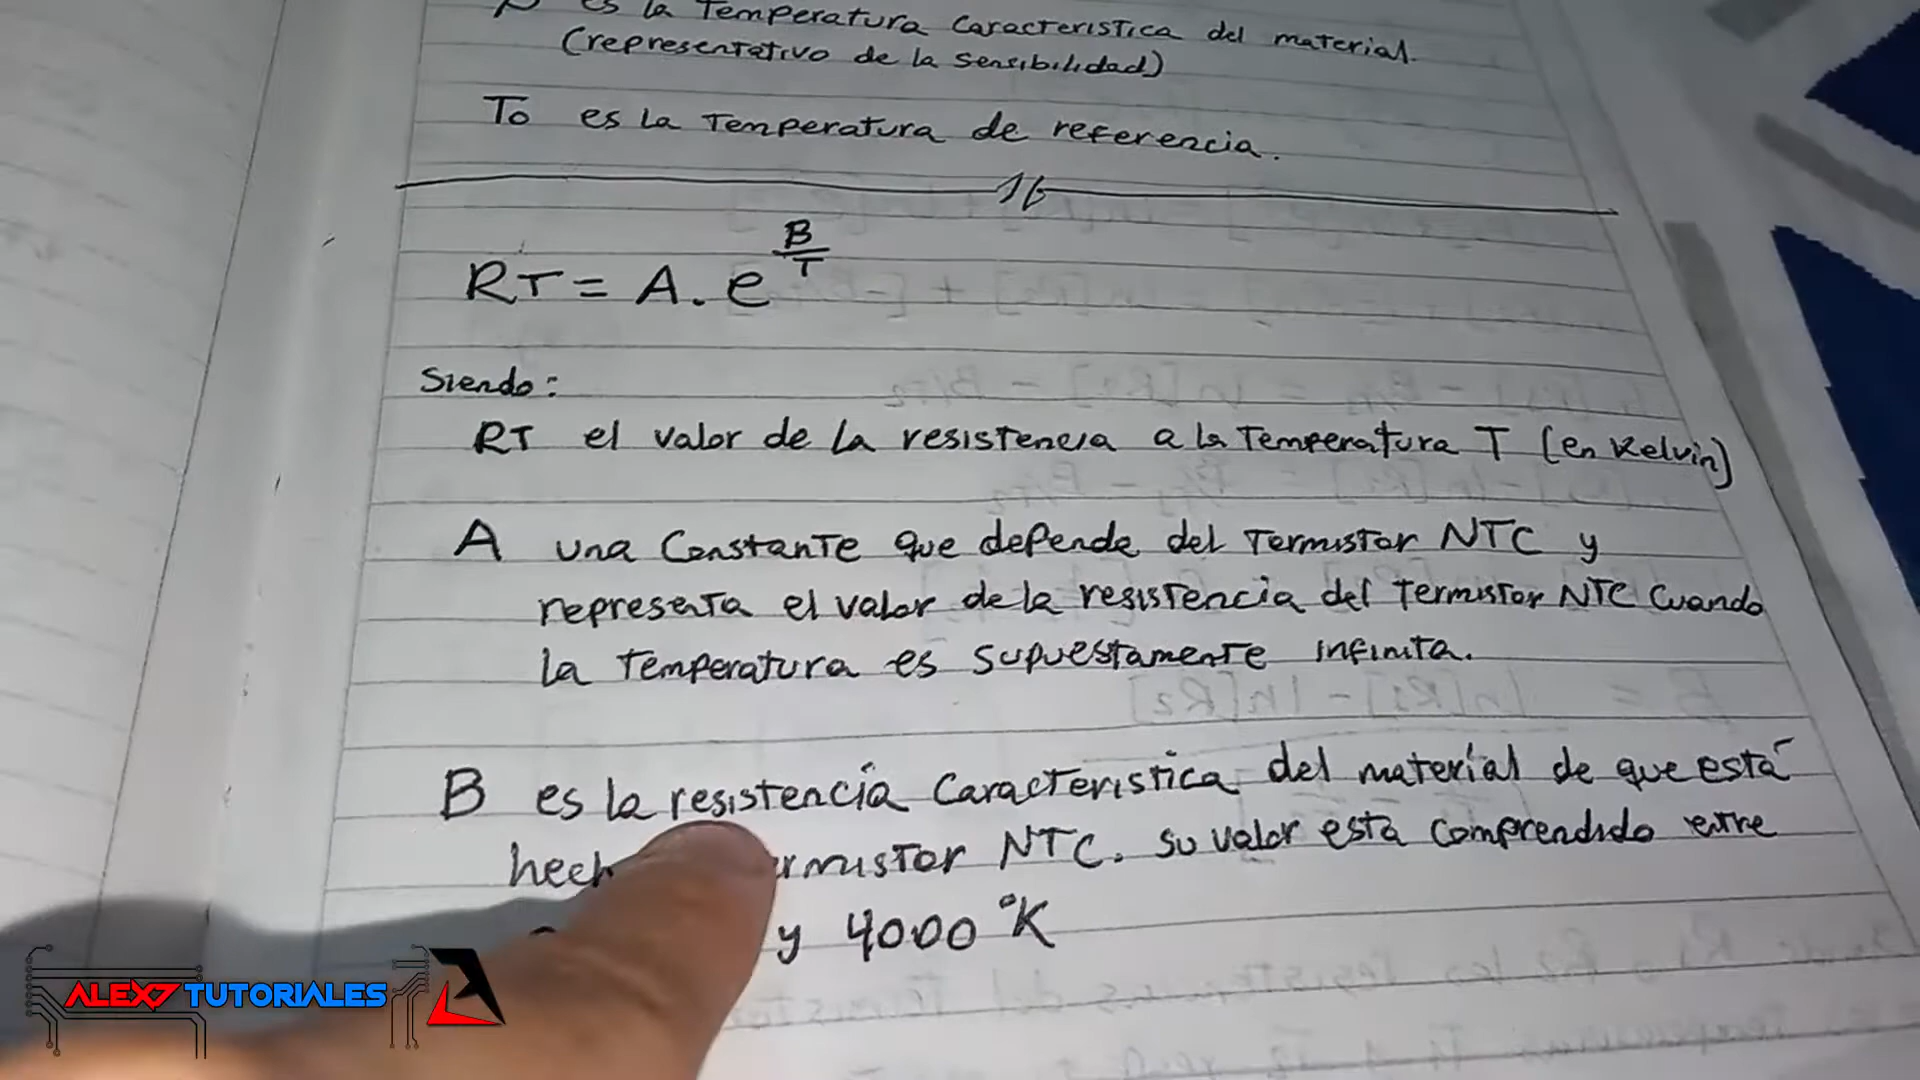 es la Temperatura Caracteristica del material.
(representativo de la Sensibilidad)
To es la Temperatura de referencia.
RT = A. e^(B/T)
Siendo:
RT el valor de la resistencia a la Temperatura T (en Kelvin)
A una Constante que depende del Termistor NTC y
representa el valor de la resistencia del Termistor NTC Cuando
la Temperatura es supuestamente infinita.
B es la resistencía Caracteristica del material de que está
NTC. su valor esta comprendido entre
y 4000 °K
ALEX7 TUTORIALES